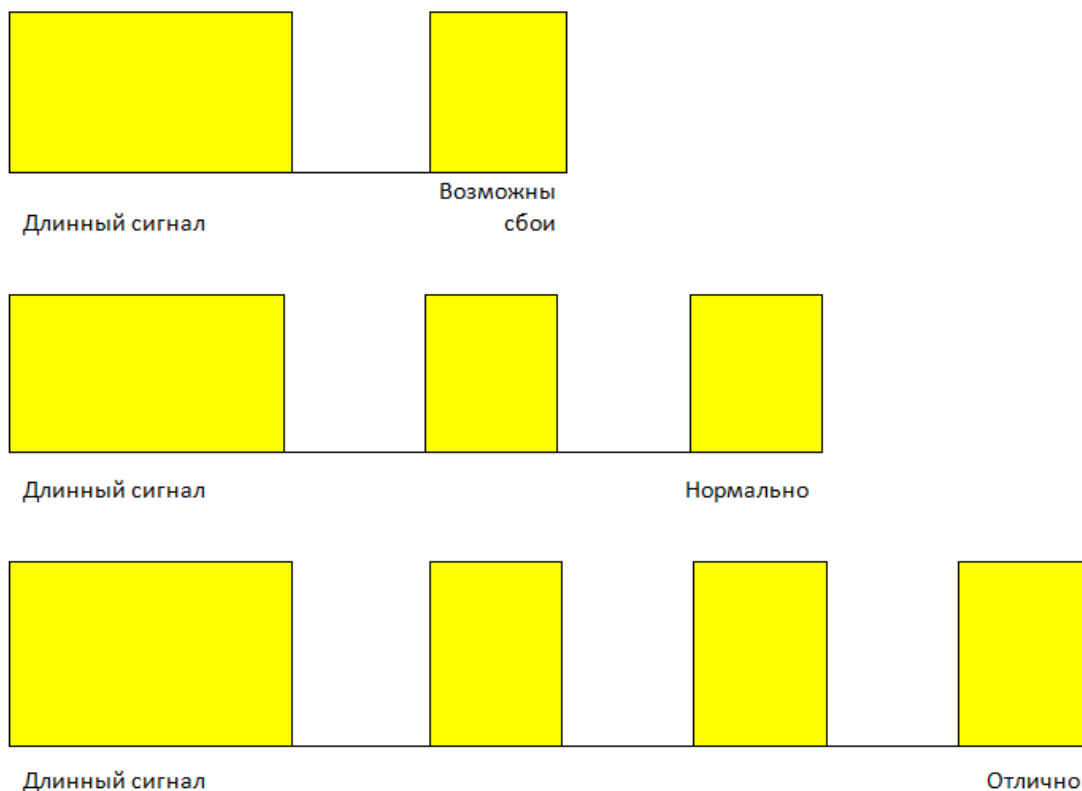 Возможны
Длинный сигнал сбои
Длинный сигнал Нормально
Длинный сигнал Отлично